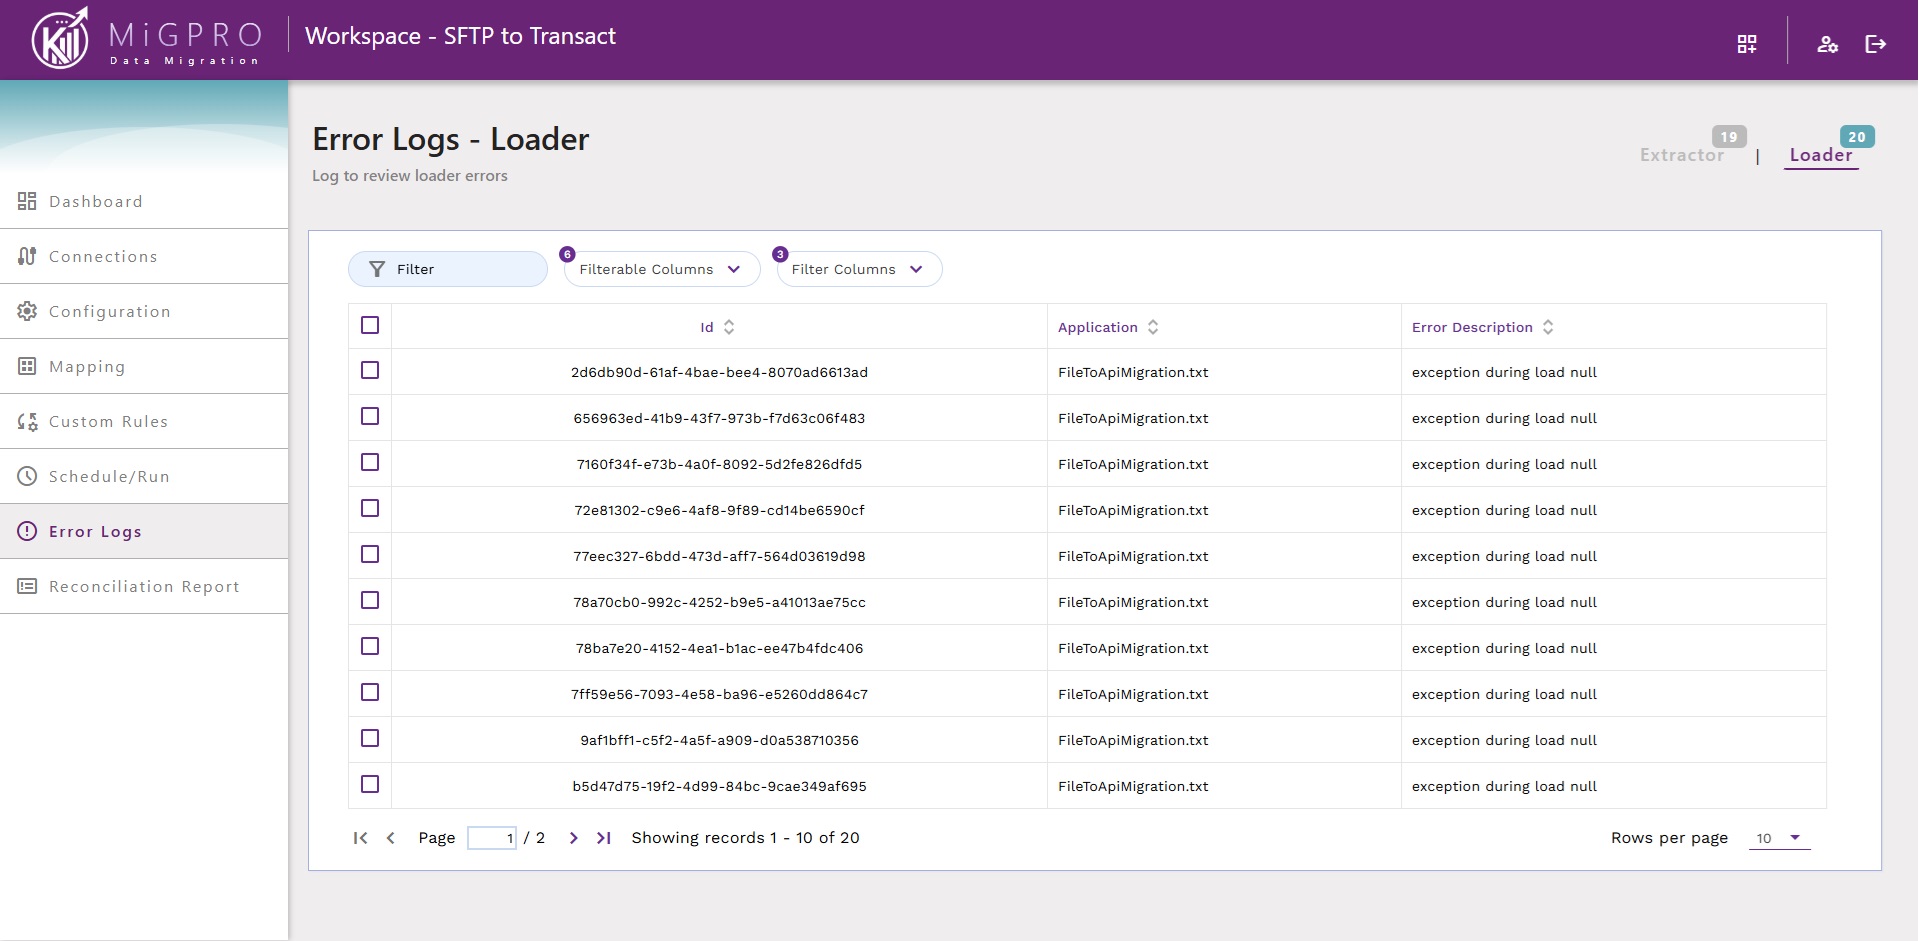 MiGPRO
Data Migration
Workspace - SFTP to Transact
Dashboard
Connections
Configuration
Mapping
Custom Rules
Schedule/Run
Error Logs
Reconciliation Report
Error Logs - Loader
Log to review loader errors
Extractor 19 | Loader 20
Filter
6 Filterable Columns
3 Filter Columns
Id Application Error Description
2d6db90d-61af-4bae-bee4-8070ad6613ad FileToApiMigration.txt exception during load null
656963ed-41b9-43f7-973b-f7d63c06f483 FileToApiMigration.txt exception during load null
7160f34f-e73b-4a0f-8092-5d2fe826dfd5 FileToApiMigration.txt exception during load null
72e81302-c9e6-4af8-9f89-cd14be6590cf FileToApiMigration.txt exception during load null
77eec327-6bdd-473d-aff7-564d03619d98 FileToApiMigration.txt exception during load null
78a70cb0-992c-4252-b9e5-a41013ae75cc FileToApiMigration.txt exception during load null
78ba7e20-4152-4ea1-b1ac-ee47b4fdc406 FileToApiMigration.txt exception during load null
7ff59e56-7093-4e58-ba96-e5260dd864c7 FileToApiMigration.txt exception during load null
9af1bff1-c5f2-4a5f-a909-d0a538710356 FileToApiMigration.txt exception during load null
b5d47d75-19f2-4d99-84bc-9cae349af695 FileToApiMigration.txt exception during load null
Page 1 / 2 Showing records 1 - 10 of 20 Rows per page 10